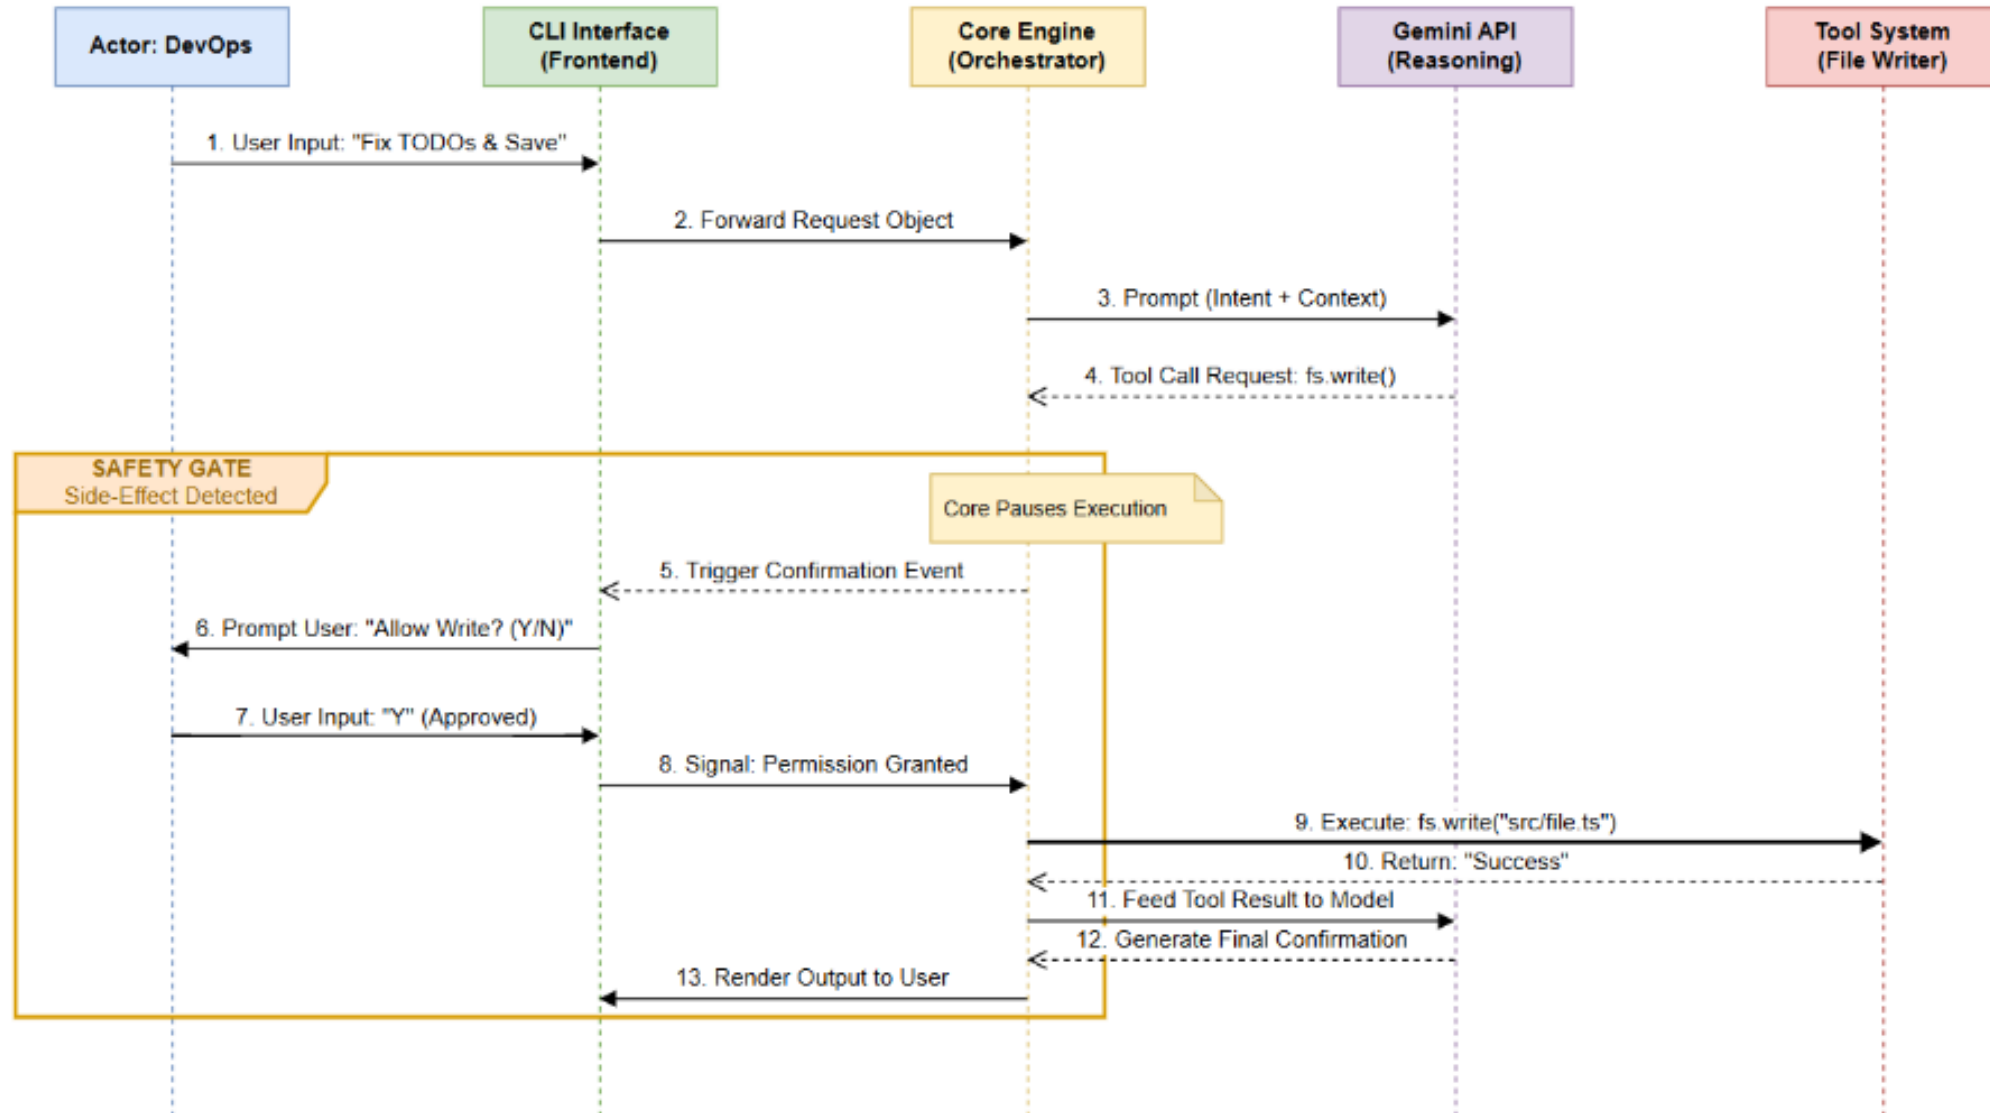 Actor: DevOps
CLI Interface
(Frontend)
Core Engine
(Orchestrator)
Gemini API
(Reasoning)
Tool System
(File Writer)
1. User Input: "Fix TODOs & Save"
2. Forward Request Object
3. Prompt (Intent + Context)
4. Tool Call Request: fs.write()
SAFETY GATE
Side-Effect Detected
Core Pauses Execution
5. Trigger Confirmation Event
6. Prompt User: "Allow Write? (Y/N)"
7. User Input: "Y" (Approved)
8. Signal: Permission Granted
9. Execute: fs.write("src/file.ts")
10. Return: "Success"
11. Feed Tool Result to Model
12. Generate Final Confirmation
13. Render Output to User